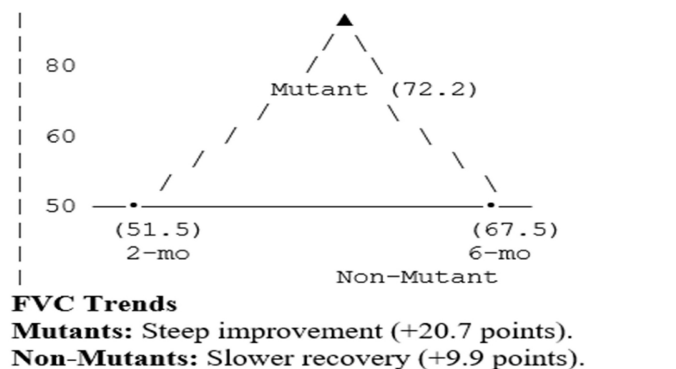 80
Mutant (72.2)
60
50
(51.5) (67.5)
2-mo 6-mo
Non-Mutant
FVC Trends
Mutants: Steep improvement (+20.7 points).
Non-Mutants: Slower recovery (+9.9 points).